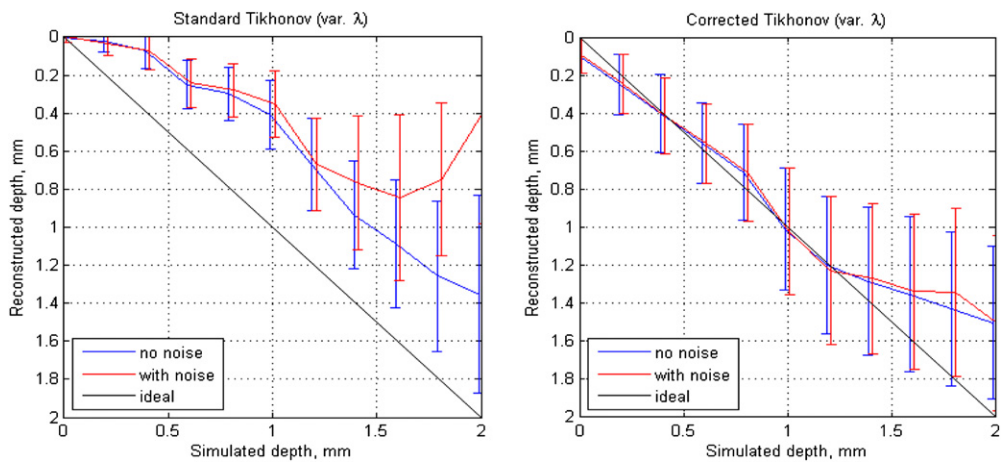 Standard Tikhonov (var. λ)
Reconstructed depth, mm
0
0.2
0.4
0.6
0.8
1
1.2
1.4
1.6
1.8
2
no noise
with noise
ideal
0
0.5
1
1.5
2
Simulated depth, mm
Corrected Tikhonov (var. λ)
Reconstructed depth, mm
0
0.2
0.4
0.6
0.8
1
1.2
1.4
1.6
1.8
2
no noise
with noise
ideal
0
0.5
1
1.5
2
Simulated depth, mm